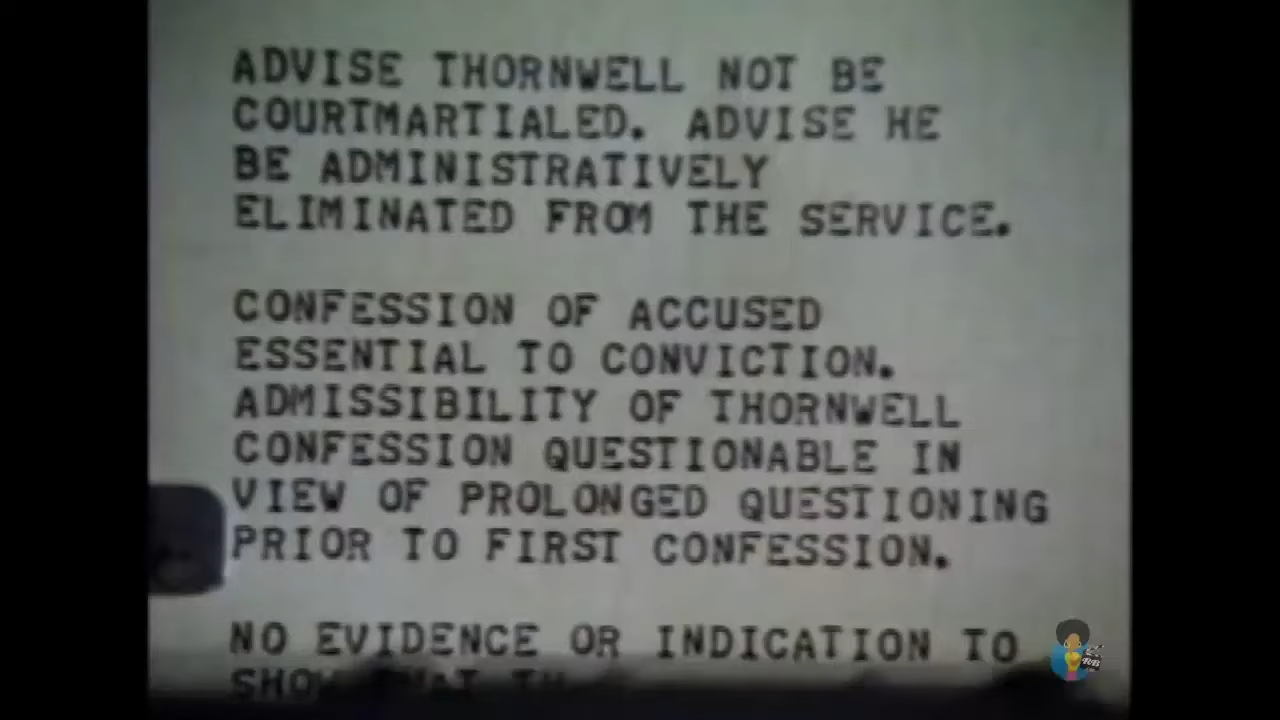 ADVISE THORNWELL NOT BE
COURTMARTIALED. ADVISE HE
BE ADMINISTRATIVELY
ELIMINATED FROM THE SERVICE.
CONFESSION OF ACCUSED
ESSENTIAL TO CONVICTION.
ADMISSIBILITY OF THORNWELL
CONFESSION QUESTIONABLE IN
VIEW OF PROLONGED QUESTIONING
PRIOR TO FIRST CONFESSION.
NO EVIDENCE OR INDICATION TO
RB